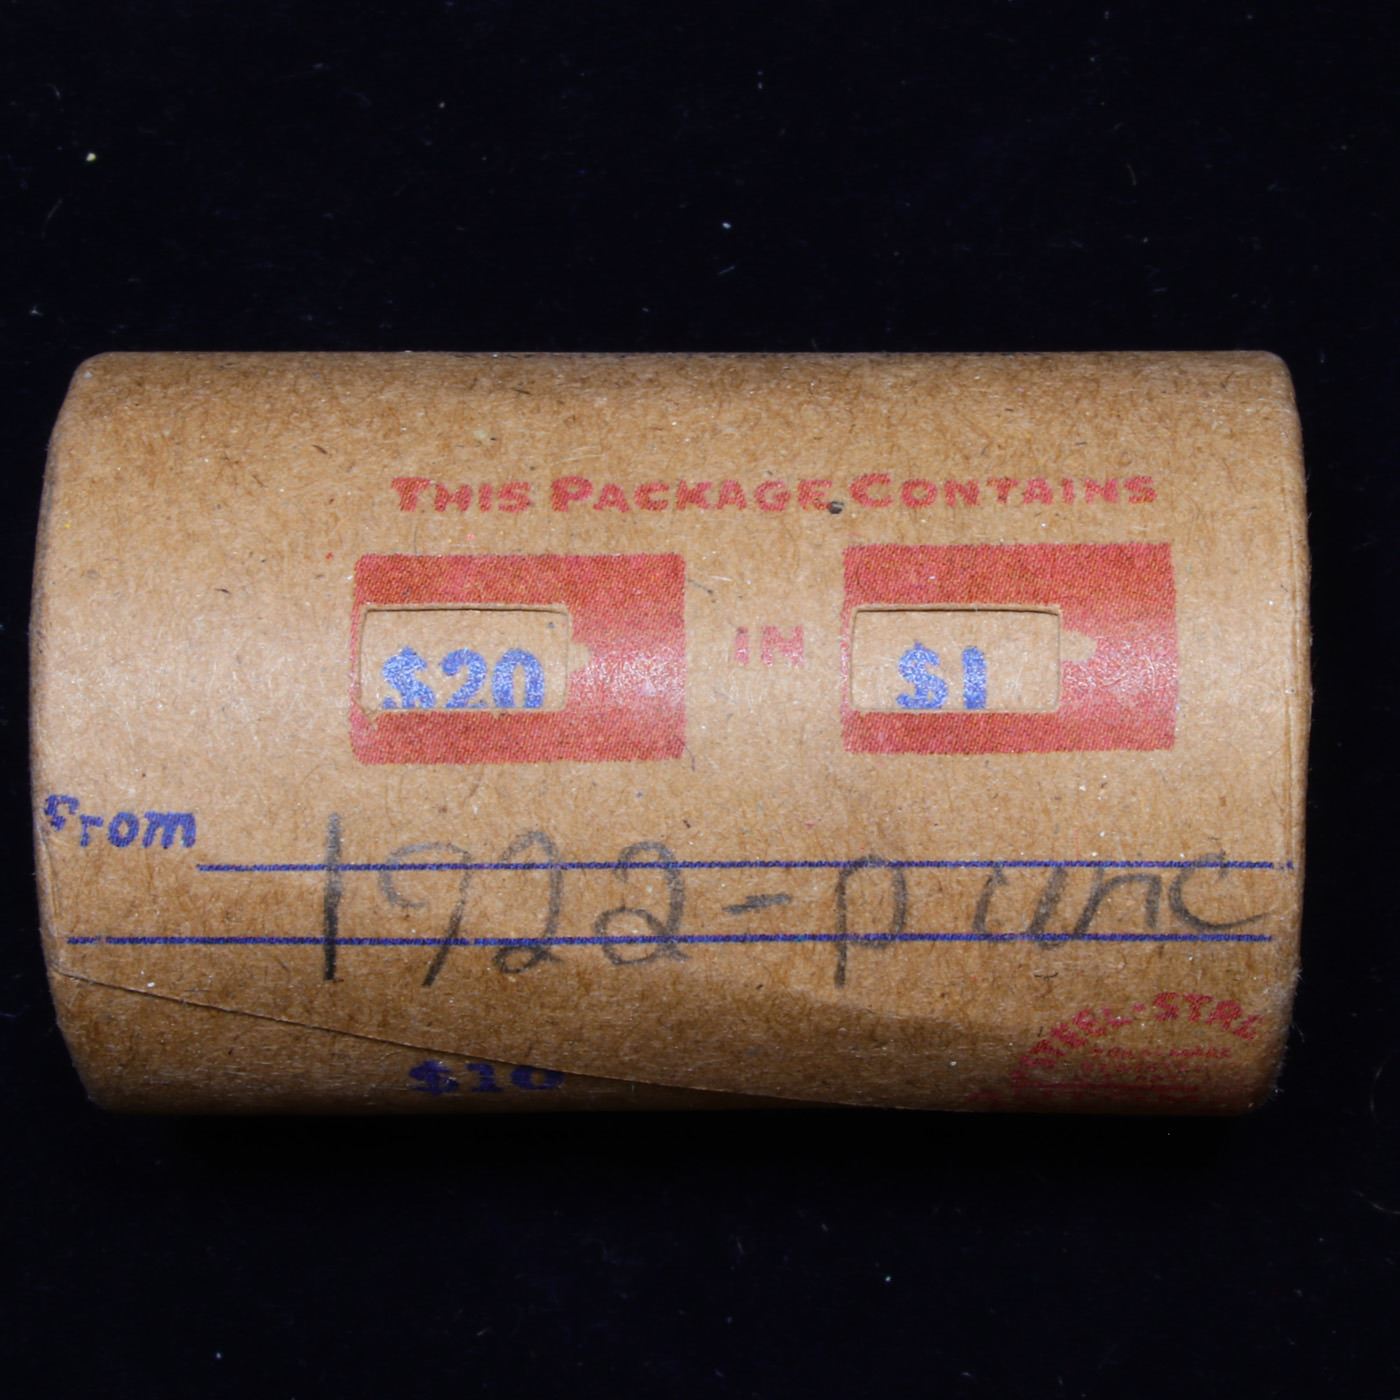 THIS PACKAGE CONTAINS
$20 IN $1
From
1922-p unc
$10